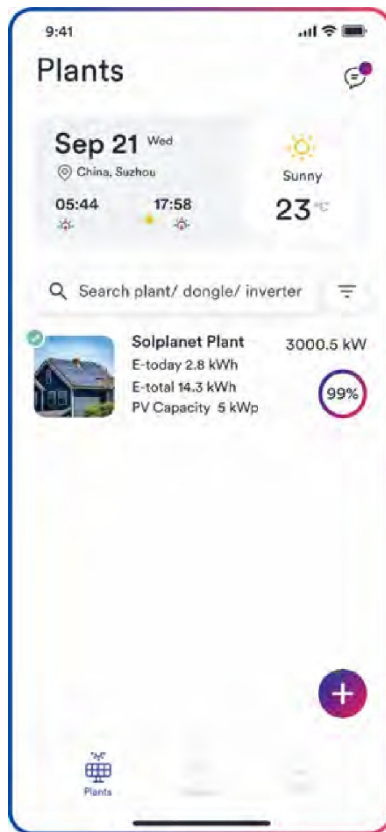 9:41
Plants
Sep 21 Wed
China, Suzhou
Sunny
05:44 17:58
23 °C
Search plant/ dongle/ inverter
Solplanet Plant 3000.5 kW
E-today 2.8 kWh
E-total 14.3 kWh
99%
PV Capacity 5 kWp
+
Plants